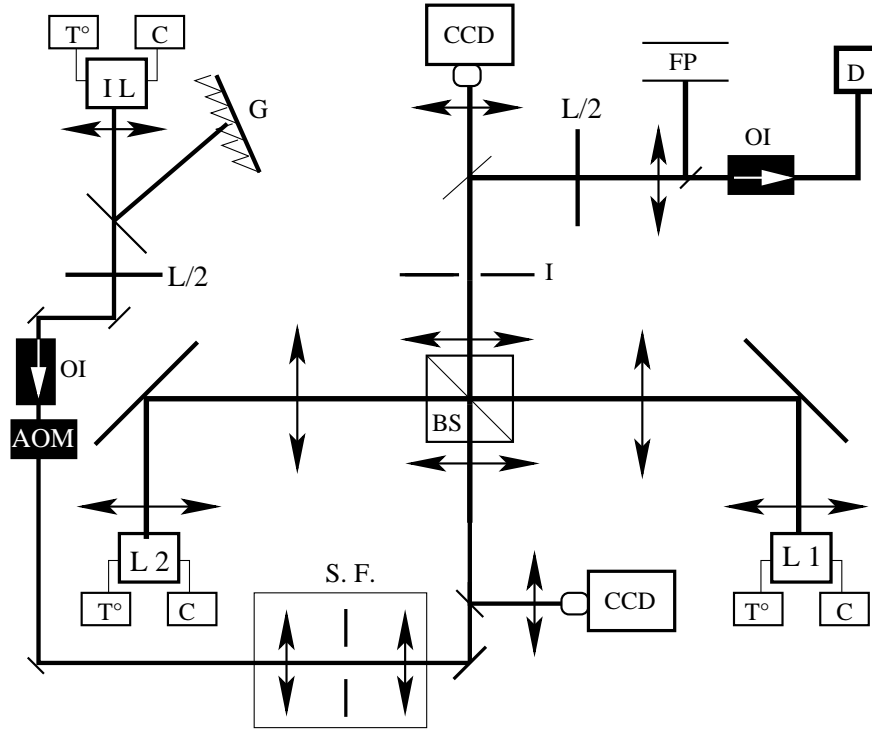 T° C
CCD
I L
G
FP
D
L/2
OI
L/2
I
OI
BS
AOM
L 2
L 1
T° C
S. F.
CCD
T° C